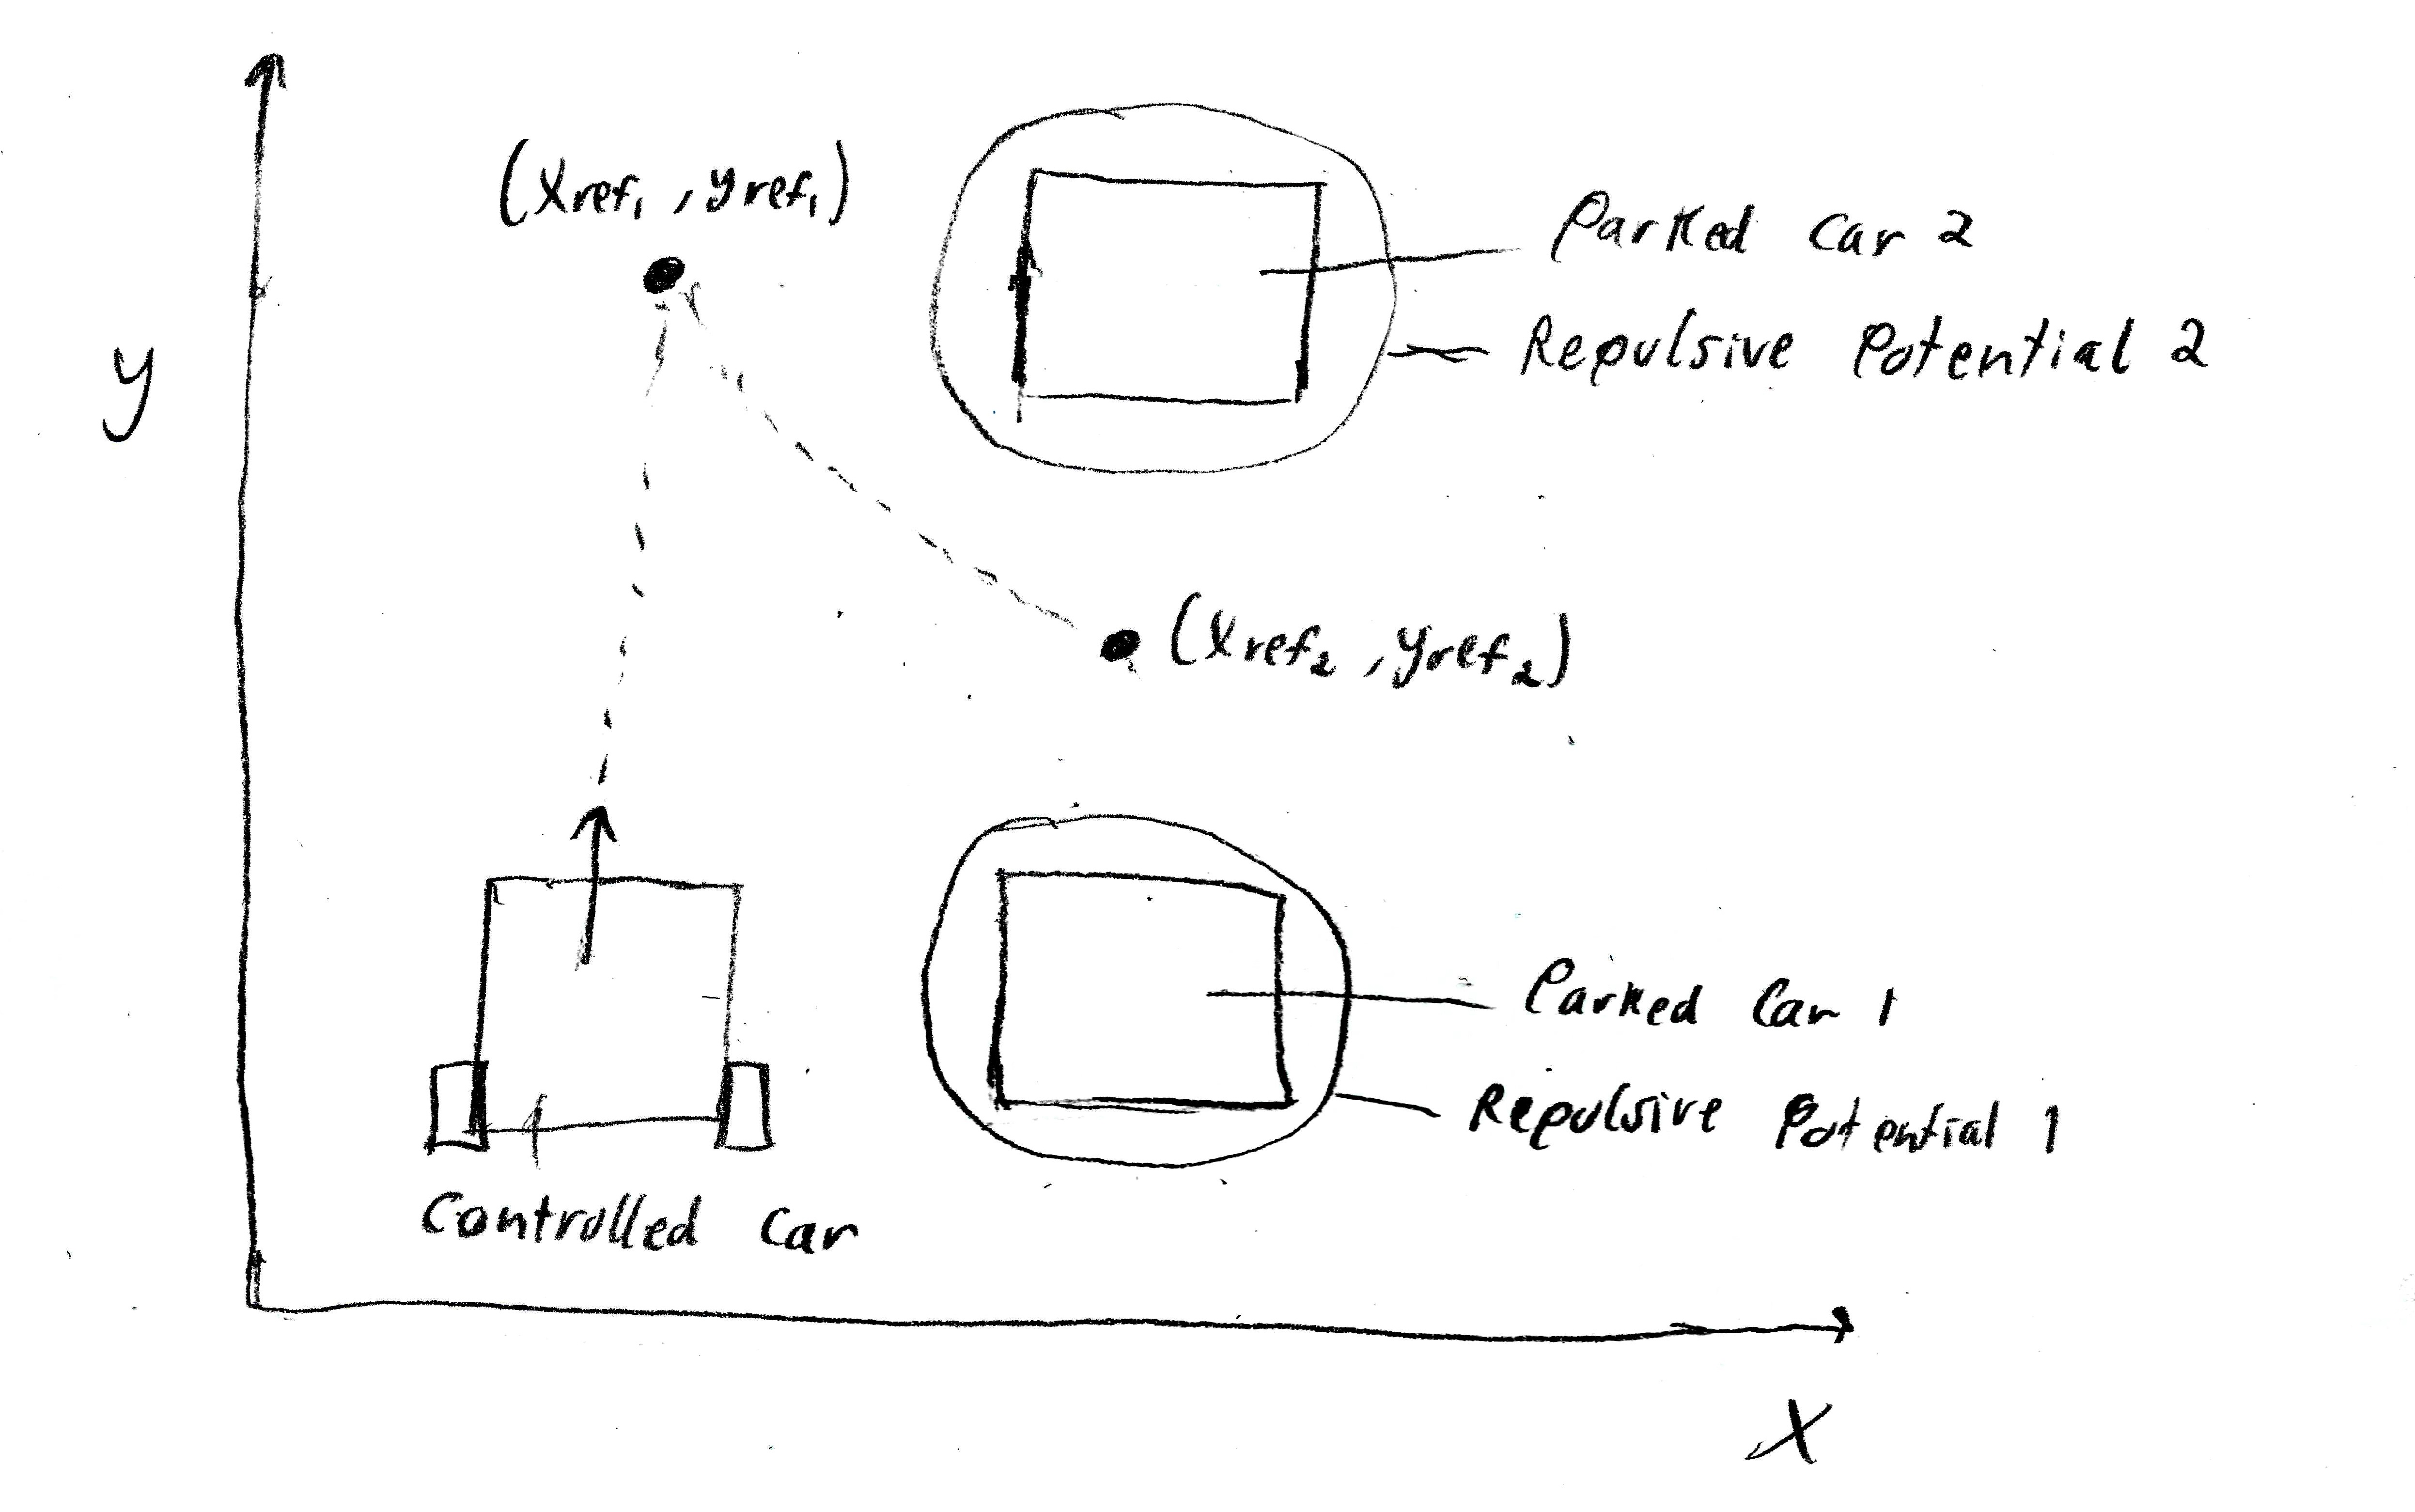 (xref₁, yref₁)
Parked Car 2
Repulsive Potential 2
y
(xref₂, yref₂)
Parked Car 1
Repulsive Potential 1
Controlled Car
x